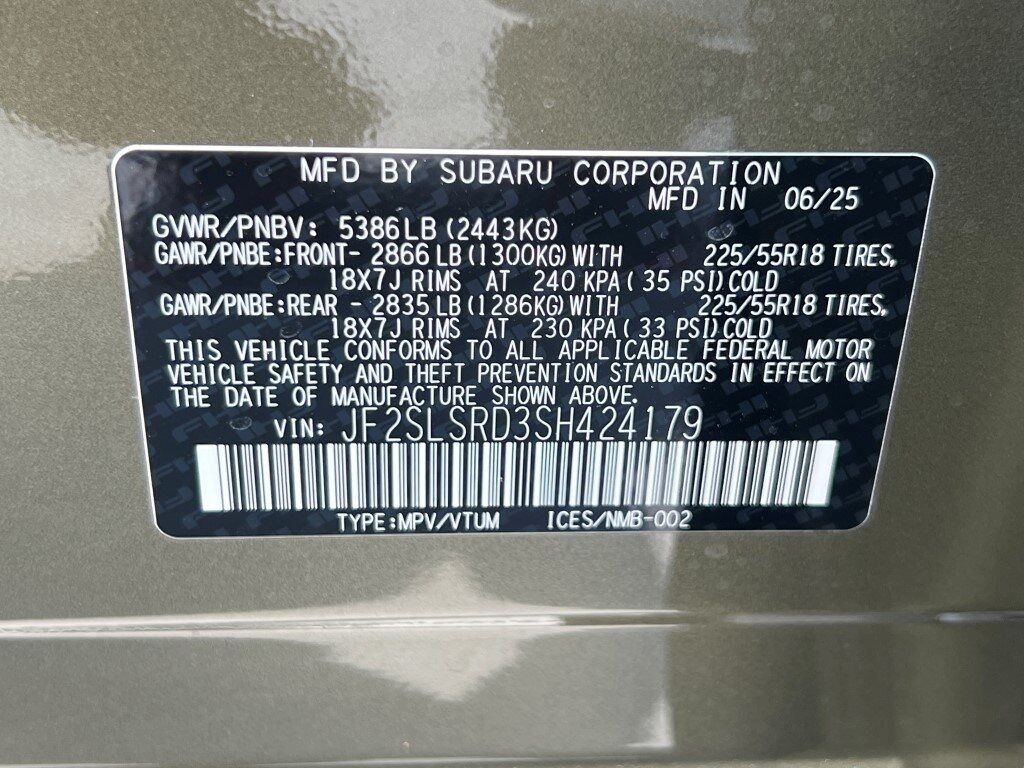 MFD BY SUBARU CORPORATION
MFD IN 06/25
GVWR/PNBV: 5386LB (2443KG)
GAWR/PNBE:FRONT- 2866 LB (1300KG) WITH 225/55R18 TIRES,
18X7J RIMS AT 240 KPA ( 35 PSI) COLD
GAWR/PNBE:REAR - 2835 LB (1286KG) WITH 225/55R18 TIRES,
18X7J RIMS AT 230 KPA ( 33 PSI) COLD
THIS VEHICLE CONFORMS TO ALL APPLICABLE FEDERAL MOTOR
VEHICLE SAFETY AND THEFT PREVENTION STANDARDS IN EFFECT ON
THE DATE OF MANUFACTURE SHOWN ABOVE.
VIN: JF2SLSRD3SH424179
TYPE:MPV/VTUM ICES/NMB-002